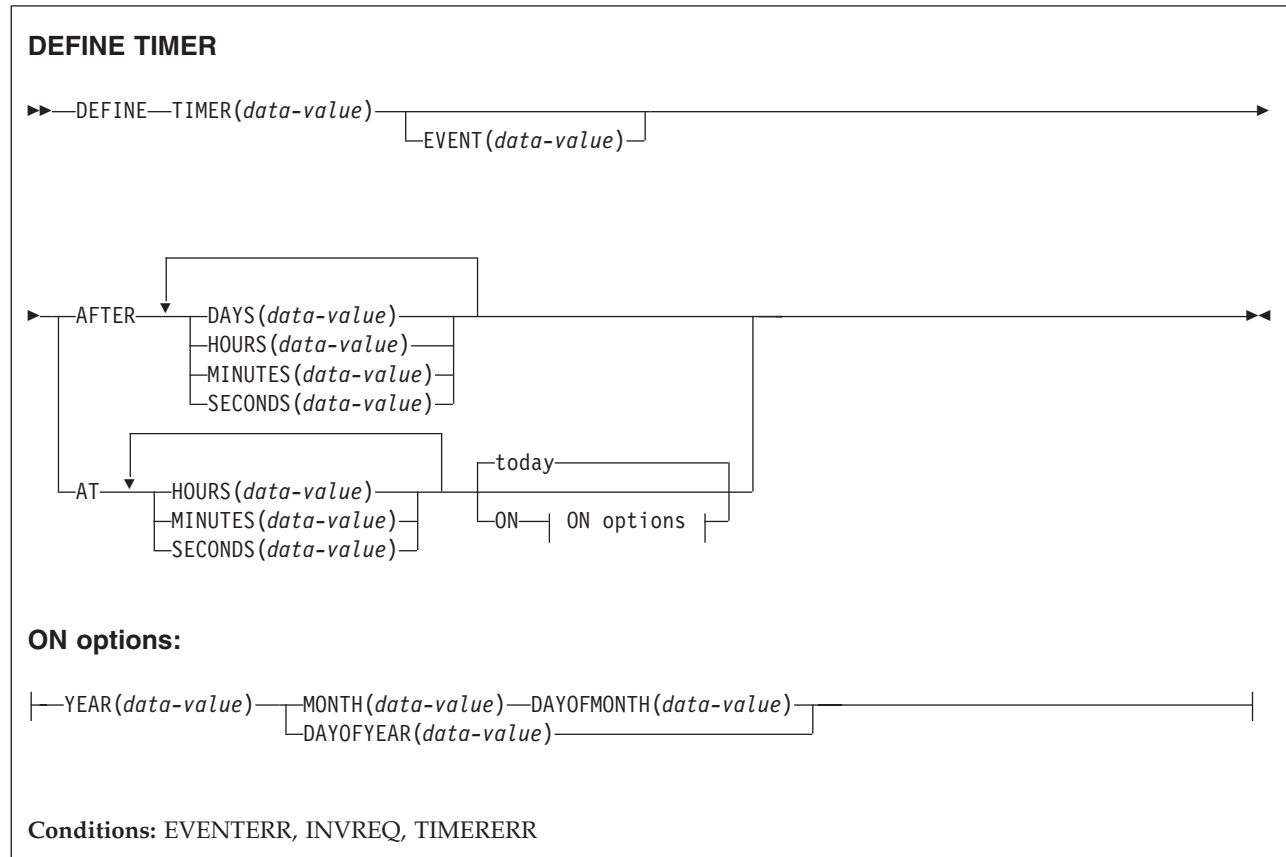 DEFINE TIMER
DEFINE TIMER(data-value)
EVENT(data-value)
AFTER DAYS(data-value)
HOURS(data-value)
MINUTES(data-value)
SECONDS(data-value)
today
AT HOURS(data-value)
MINUTES(data-value) ON ON options
SECONDS(data-value)
ON options:
YEAR(data-value) MONTH(data-value) DAYOFMONTH(data-value)
DAYOFYEAR(data-value)
Conditions: EVENTERR, INVREQ, TIMERERR